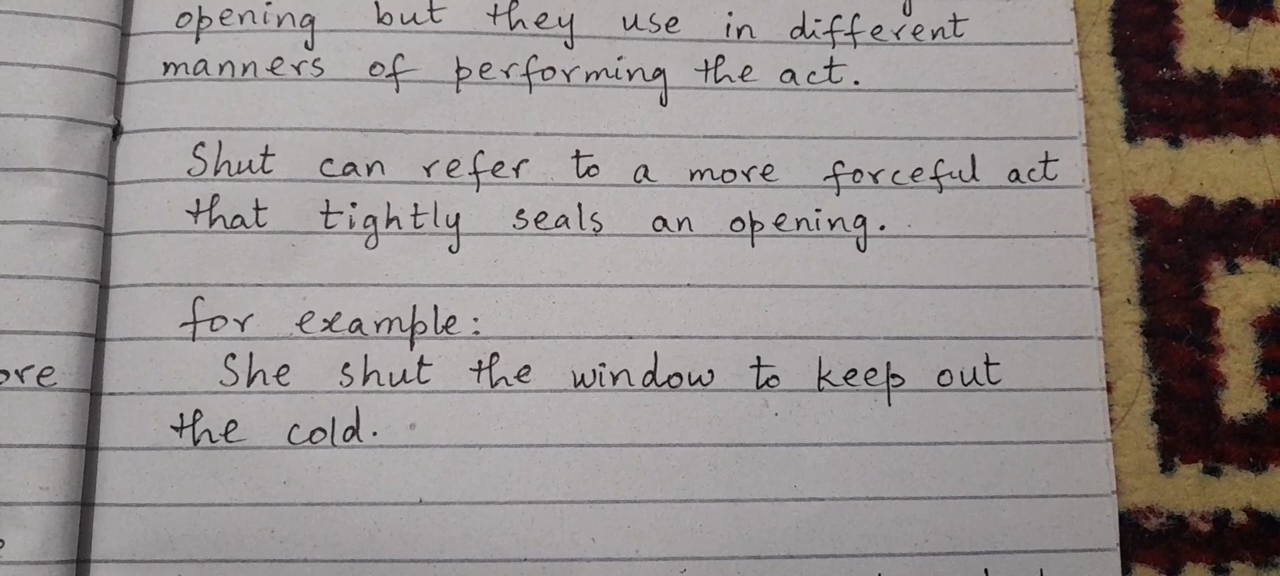 opening but they use in different
manners of performing the act.
Shut can refer to a more forceful act
that tightly seals an opening.
for example:
She shut the window to keep out
the cold.